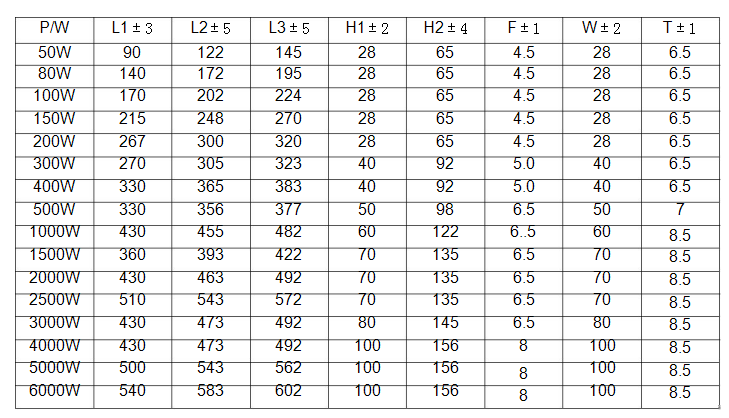 P/W L1±3 L2±5 L3±5 H1±2 H2±4 F±1 W±2 T±1
50W 90 122 145 28 65 4.5 28 6.5
80W 140 172 195 28 65 4.5 28 6.5
100W 170 202 224 28 65 4.5 28 6.5
150W 215 248 270 28 65 4.5 28 6.5
200W 267 300 320 28 65 4.5 28 6.5
300W 270 305 323 40 92 5.0 40 6.5
400W 330 365 383 40 92 5.0 40 6.5
500W 330 356 377 50 98 6.5 50 7
1000W 430 455 482 60 122 6..5 60 8.5
1500W 360 393 422 70 135 6.5 70 8.5
2000W 430 463 492 70 135 6.5 70 8.5
2500W 510 543 572 70 135 6.5 70 8.5
3000W 430 473 492 80 145 6.5 80 8.5
4000W 430 473 492 100 156 8 100 8.5
5000W 500 543 562 100 156 8 100 8.5
6000W 540 583 602 100 156 8 100 8.5